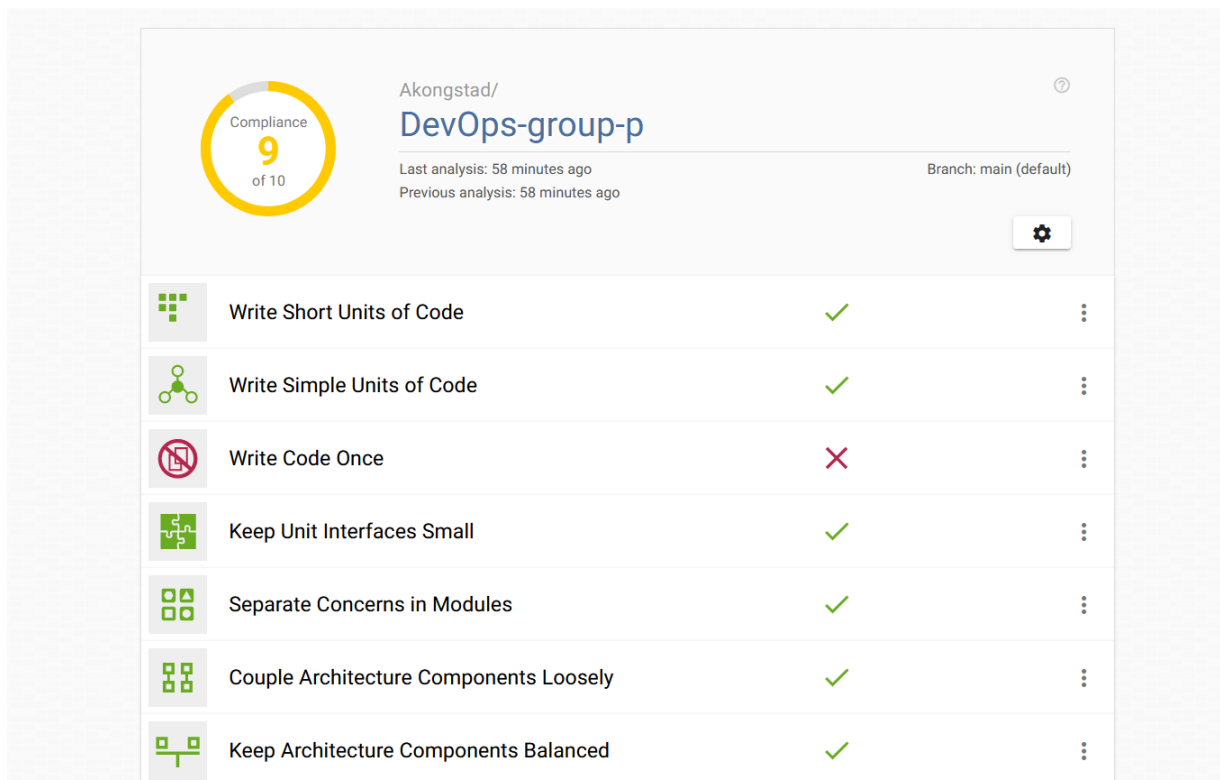 Compliance
9
of 10
Akongstad/
DevOps-group-p
Last analysis: 58 minutes ago
Branch: main (default)
Previous analysis: 58 minutes ago
Write Short Units of Code
Write Simple Units of Code
Write Code Once
Keep Unit Interfaces Small
Separate Concerns in Modules
Couple Architecture Components Loosely
Keep Architecture Components Balanced